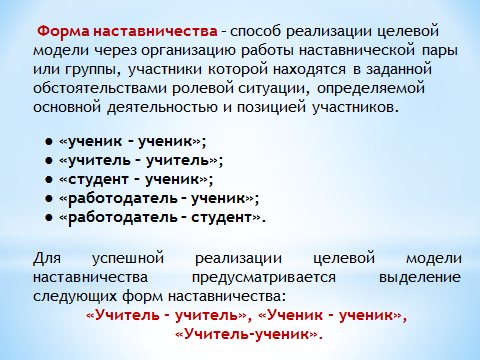 Форма наставничества – способ реализации целевой
модели через организацию работы наставнической пары
или группы, участники которой находятся в заданной
обстоятельствами ролевой ситуации, определяемой
основной деятельностью и позицией участников.
● «ученик – ученик»;
● «учитель – учитель»;
● «студент – ученик»;
● «работодатель – ученик»;
● «работодатель – студент».
Для успешной реализации целевой модели
наставничества предусматривается выделение
следующих форм наставничества:
«Учитель – учитель», «Ученик – ученик»,
«Учитель-ученик».